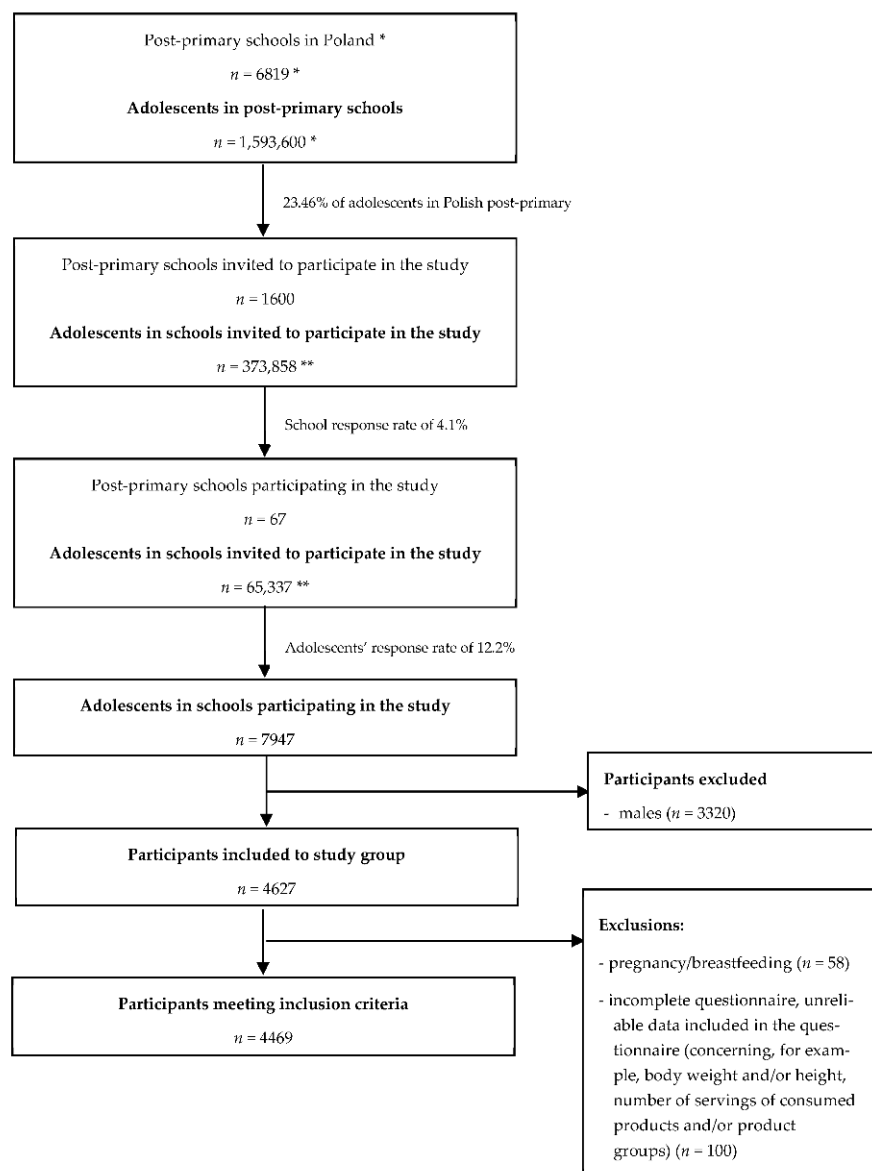 Post-primary schools in Poland *
n = 6819 *
Adolescents in post-primary schools
n = 1,593,600 *
23.46% of adolescents in Polish post-primary
Post-primary schools invited to participate in the study
n = 1600
Adolescents in schools invited to participate in the study
n = 373,858 **
School response rate of 4.1%
Post-primary schools participating in the study
n = 67
Adolescents in schools invited to participate in the study
n = 65,337 **
Adolescents' response rate of 12.2%
Adolescents in schools participating in the study
n = 7947
Participants excluded
- males (n = 3320)
Participants included to study group
n = 4627
Exclusions:
- pregnancy/breastfeeding (n = 58)
- incomplete questionnaire, unreli-
able data included in the ques-
tionnaire (concerning, for exam-
ple, body weight and/or height,
number of servings of consumed
products and/or product
groups) (n = 100)
Participants meeting inclusion criteria
n = 4469